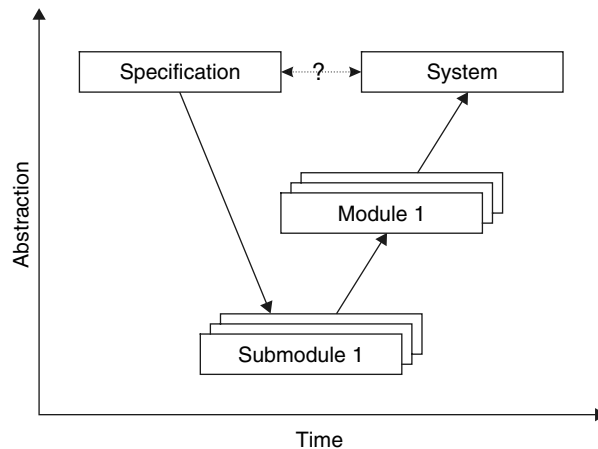 Specification
?
System
Module 1
Abstraction
Submodule 1
Time